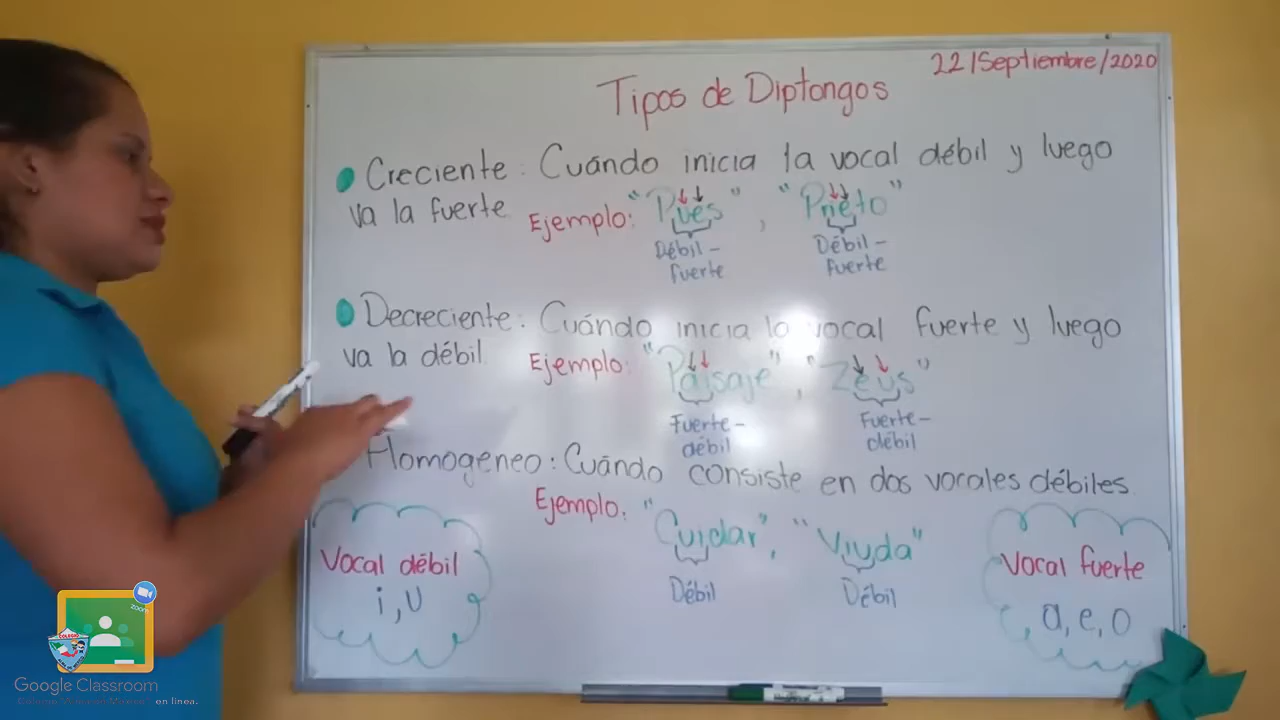 22/Septiembre/2020
Tipos de Diptongos
Creciente: Cuándo inicia la vocal débil y luego
va la fuerte Ejemplo: "Pues", "Prieto"
Débil- Débil-
fuerte fuerte
Decreciente: Cuándo inicia la vocal fuerte y luego
va la débil Ejemplo: "Paisaje", "Zeus"
Fuerte- Fuerte-
débil débil
Homogeneo: Cuándo consiste en dos vocales débiles
Ejemplo: "Cuidar", "Viuda"
Débil Débil
Vocal débil
i, u
Vocal fuerte
a, e, o
zoom
COLEGIO
Google Classroom
en línea.